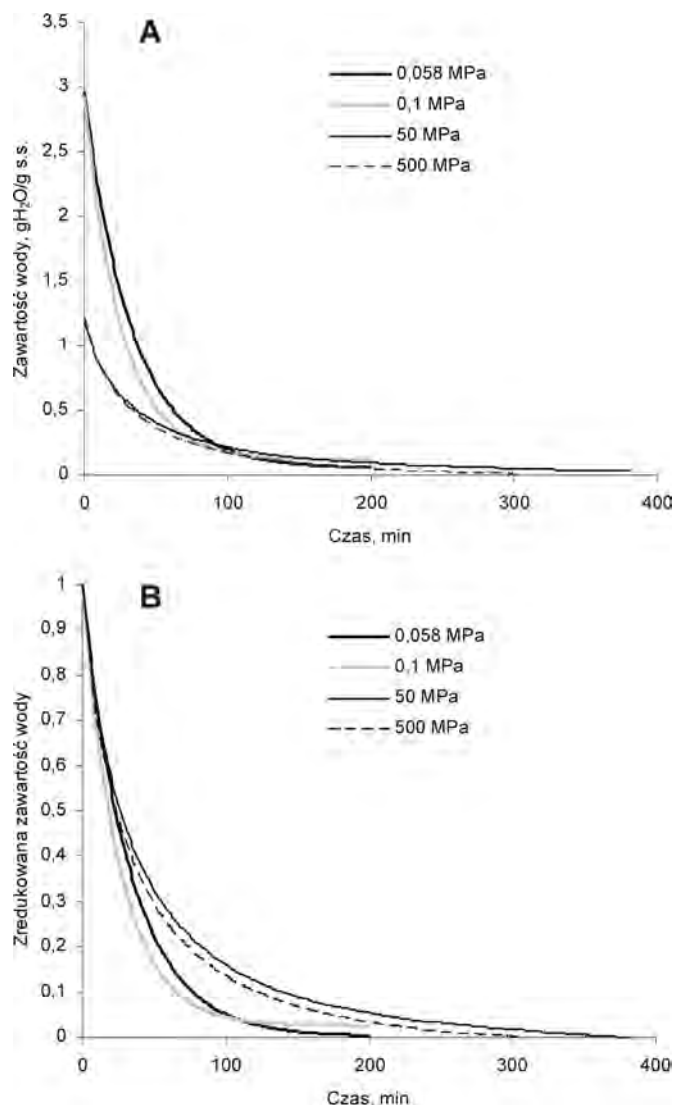 A
3,5
3
2,5
2
1,5
1
0,5
0
Zawartość wody, gH₂O/g s.s.
0,058 MPa
0,1 MPa
50 MPa
500 MPa
0
100
200
300
400
Czas, min
B
1
0,9
0,8
0,7
0,6
0,5
0,4
0,3
0,2
0,1
0
Zredukowana zawartość wody
0,058 MPa
0,1 MPa
50 MPa
500 MPa
0
100
200
300
400
Czas, min